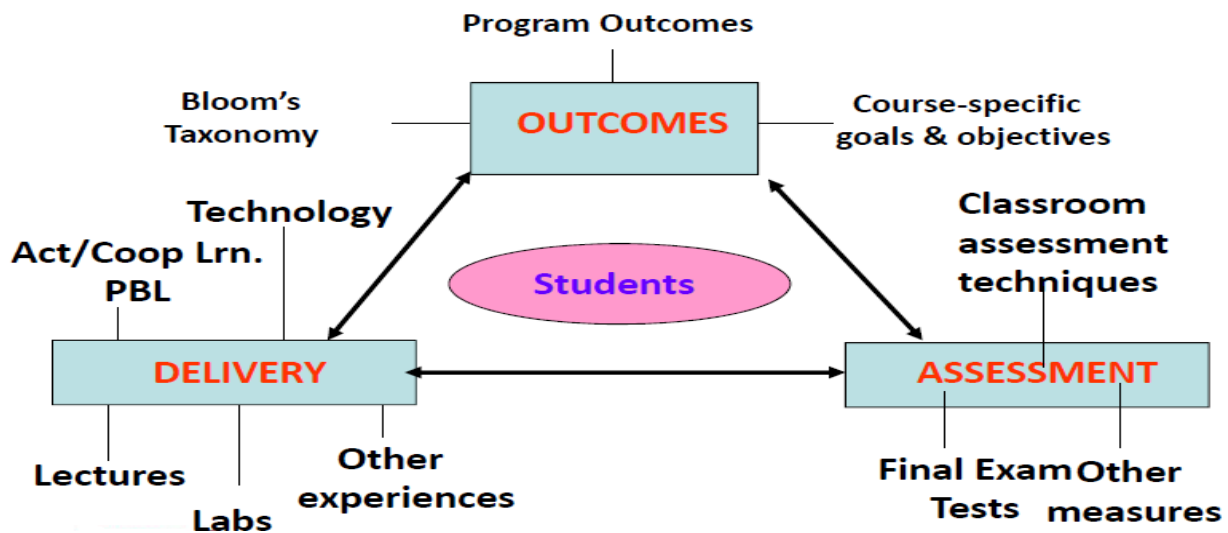 Program Outcomes
Bloom's
Taxonomy
OUTCOMES
Course-specific
goals & objectives
Technology
Act/Coop Lrn.
PBL
Classroom
assessment
techniques
Students
DELIVERY
ASSESSMENT
Lectures
Labs
Other
experiences
Final Exam
Tests
Other
measures